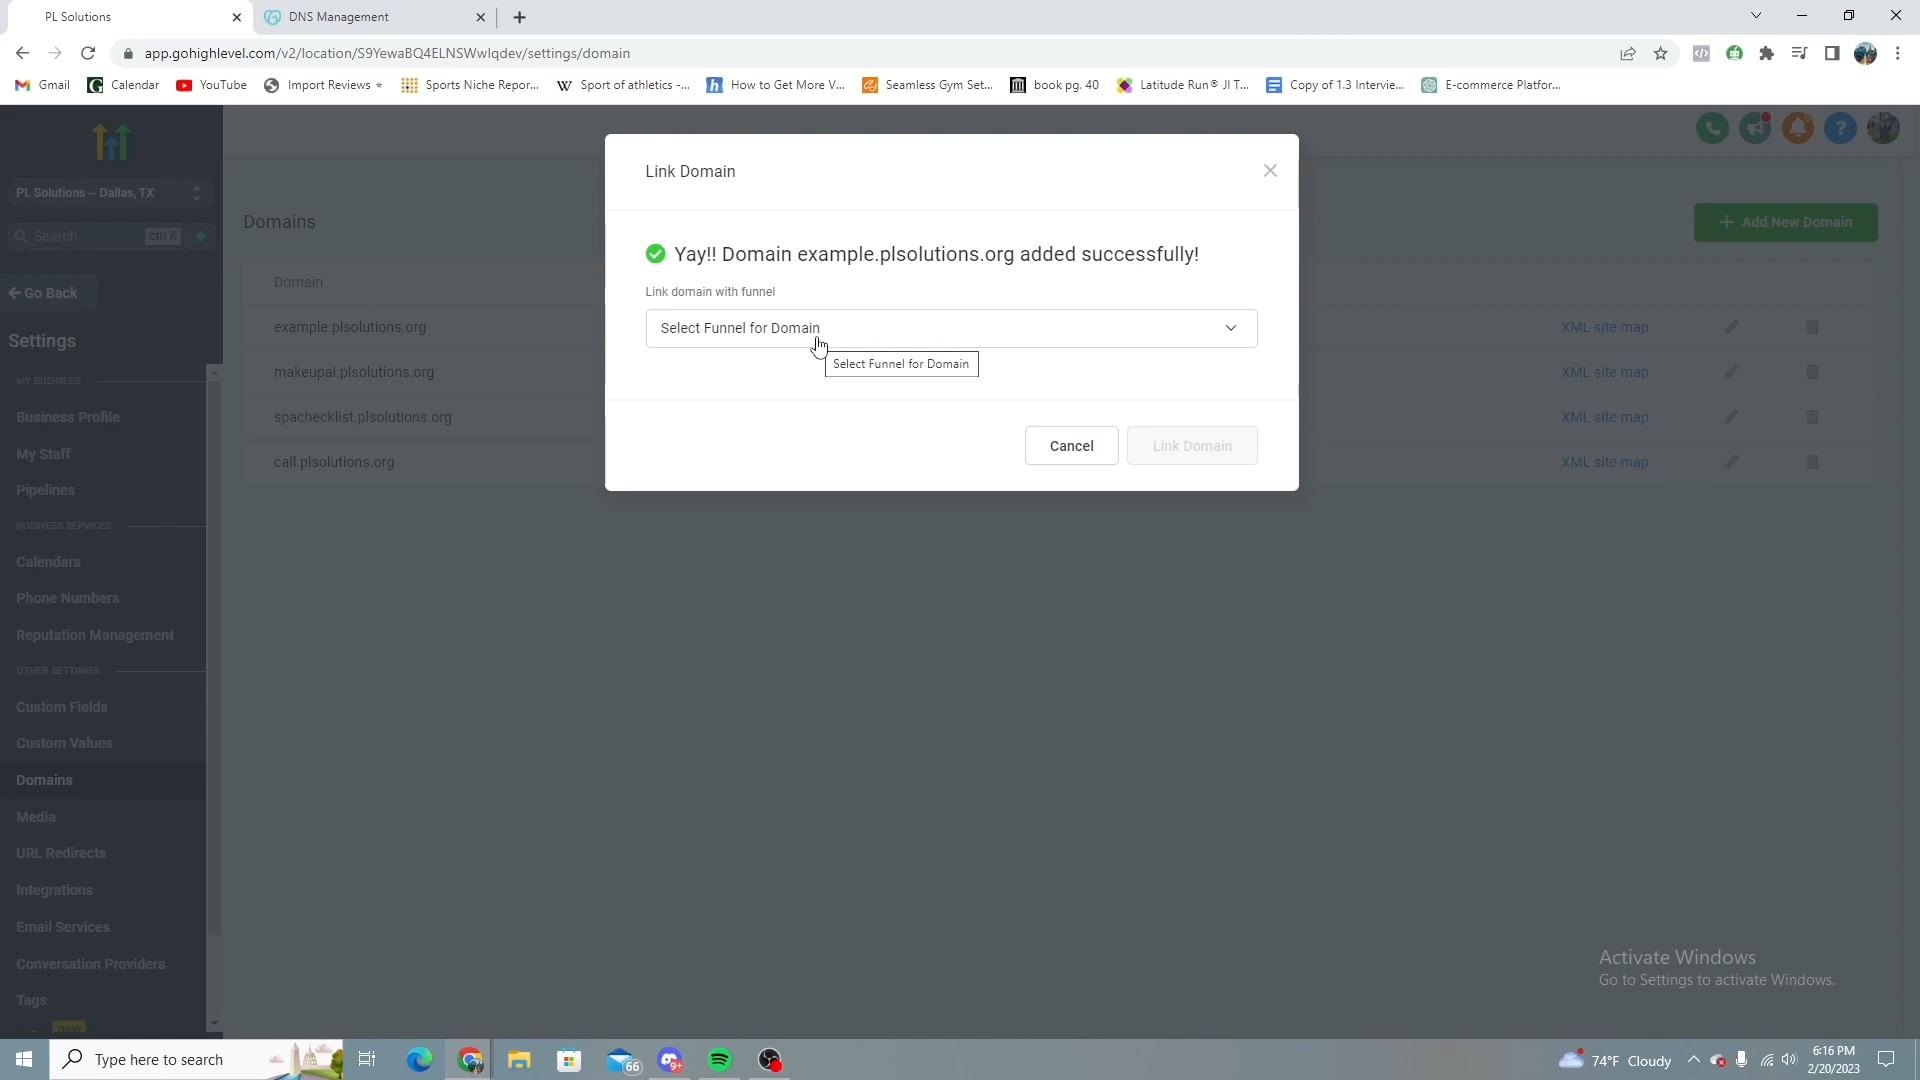 PL Solutions
DNS Management
app.gohighlevel.com/v2/location/S9YewaBQ4ELNSWwlqdev/settings/domain
Gmail
Calendar
YouTube
Import Reviews
Sports Niche Repor...
Sport of athletics -...
How to Get More V...
Seamless Gym Set...
book pg. 40
Latitude Run® JI T...
Copy of 1.3 Intervie...
E-commerce Platfor...
PL Solutions -- Dallas, TX
Search
ctrl K
Go Back
Settings
MY BUSINESS
Business Profile
My Staff
Pipelines
BUSINESS SERVICES
Calendars
Phone Numbers
Reputation Management
OTHER SETTINGS
Custom Fields
Custom Values
Domains
Media
URL Redirects
Integrations
Email Services
Conversation Providers
Tags
new
Domains
+ Add New Domain
Domain
example.plsolutions.org
XML site map
makeupai.plsolutions.org
XML site map
spachecklist.plsolutions.org
XML site map
call.plsolutions.org
XML site map
Link Domain
Yay!! Domain example.plsolutions.org added successfully!
Link domain with funnel
Select Funnel for Domain
Select Funnel for Domain
Cancel
Link Domain
Activate Windows
Go to Settings to activate Windows.
Type here to search
66
9+
74°F Cloudy
6:16 PM
2/20/2023